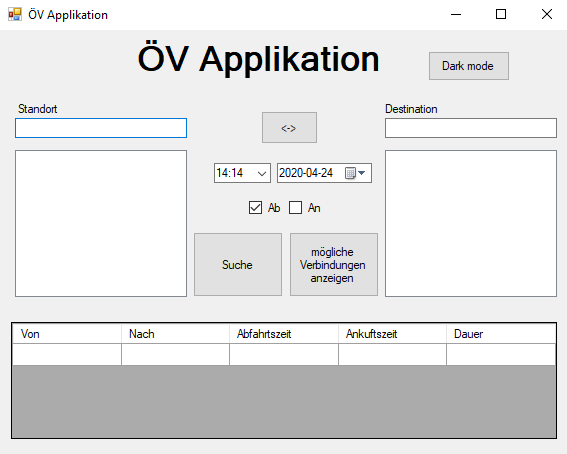 ÖV Applikation
ÖV Applikation
Dark mode
Standort
<->
Destination
14:14
2020-04-24
Ab
An
Suche
mögliche
Verbindungen
anzeigen
Von Nach Abfahrtszeit Ankuftszeit Dauer